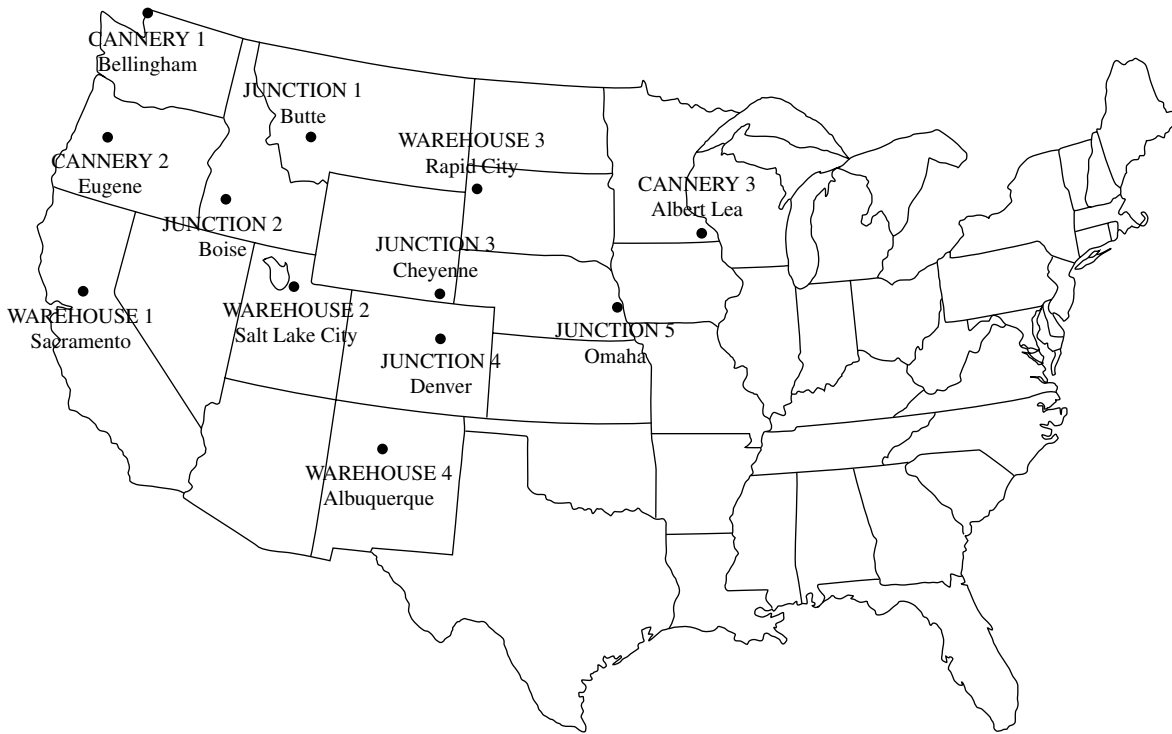 CANNERY 1
Bellingham
JUNCTION 1
Butte
WAREHOUSE 3
Rapid City
CANNERY 2
Eugene
CANNERY 3
Albert Lea
JUNCTION 2
Boise
JUNCTION 3
Cheyenne
WAREHOUSE 1
Sacramento
WAREHOUSE 2
Salt Lake City
JUNCTION 5
Omaha
JUNCTION 4
Denver
WAREHOUSE 4
Albuquerque